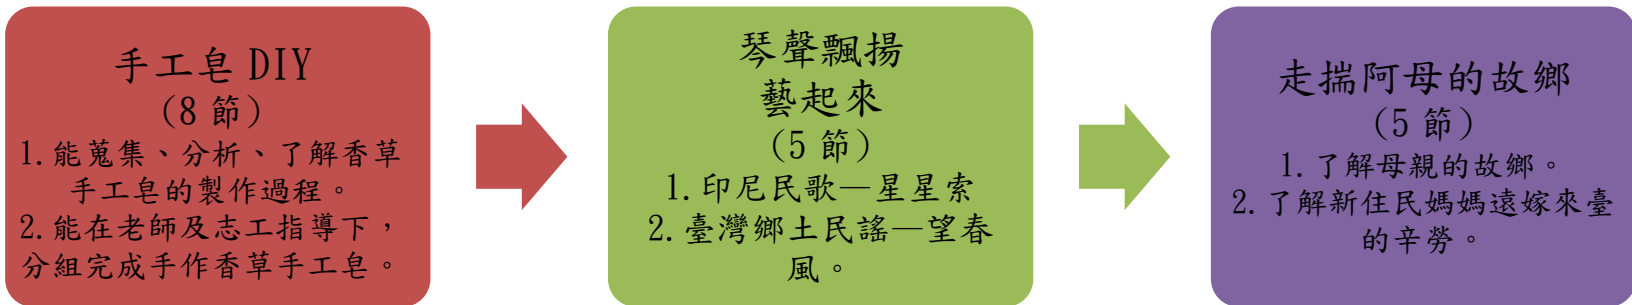 手工皂 DIY
(8 節)
1.能蒐集、分析、了解香草
手工皂的製作過程。
2.能在老師及志工指導下，
分組完成手作香草手工皂。
琴聲飄揚
藝起來
(5 節)
1.印尼民歌—星星索
2.臺灣鄉土民謠—望春
風。
走揣阿母的故鄉
(5 節)
1.了解母親的故鄉。
2.了解新住民媽媽遠嫁來臺
的辛勞。